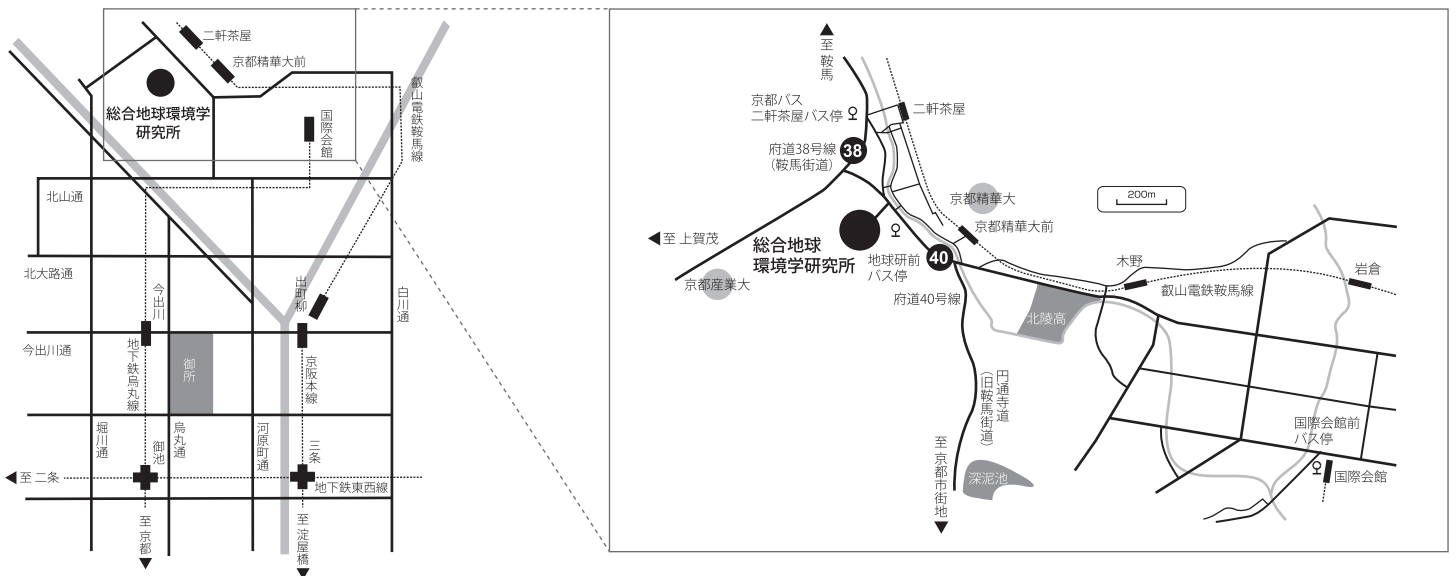 二軒茶屋
京都精華大前
総合地球環境学
研究所
国際会館
叡山電鉄鞍馬線
北山通
北大路通
今出川
出町柳
白川通
今出川通
地下鉄烏丸線
御所
京阪本線
堀川通
御池
烏丸通
河原町通
三条
至 二条
地下鉄東西線
至 京都
至 淀屋橋
至 鞍馬
京都バス
二軒茶屋バス停
二軒茶屋
府道38号線
(鞍馬街道)
38
京都精華大
200m
京都精華大前
至 上賀茂
総合地球
環境学研究所
地球研前
バス停
40
京都産業大
府道40号線
木野
岩倉
叡山電鉄鞍馬線
北陵高
円通寺道
(旧鞍馬街道)
至 京都市街地
深泥池
国際会館前
バス停
国際会館